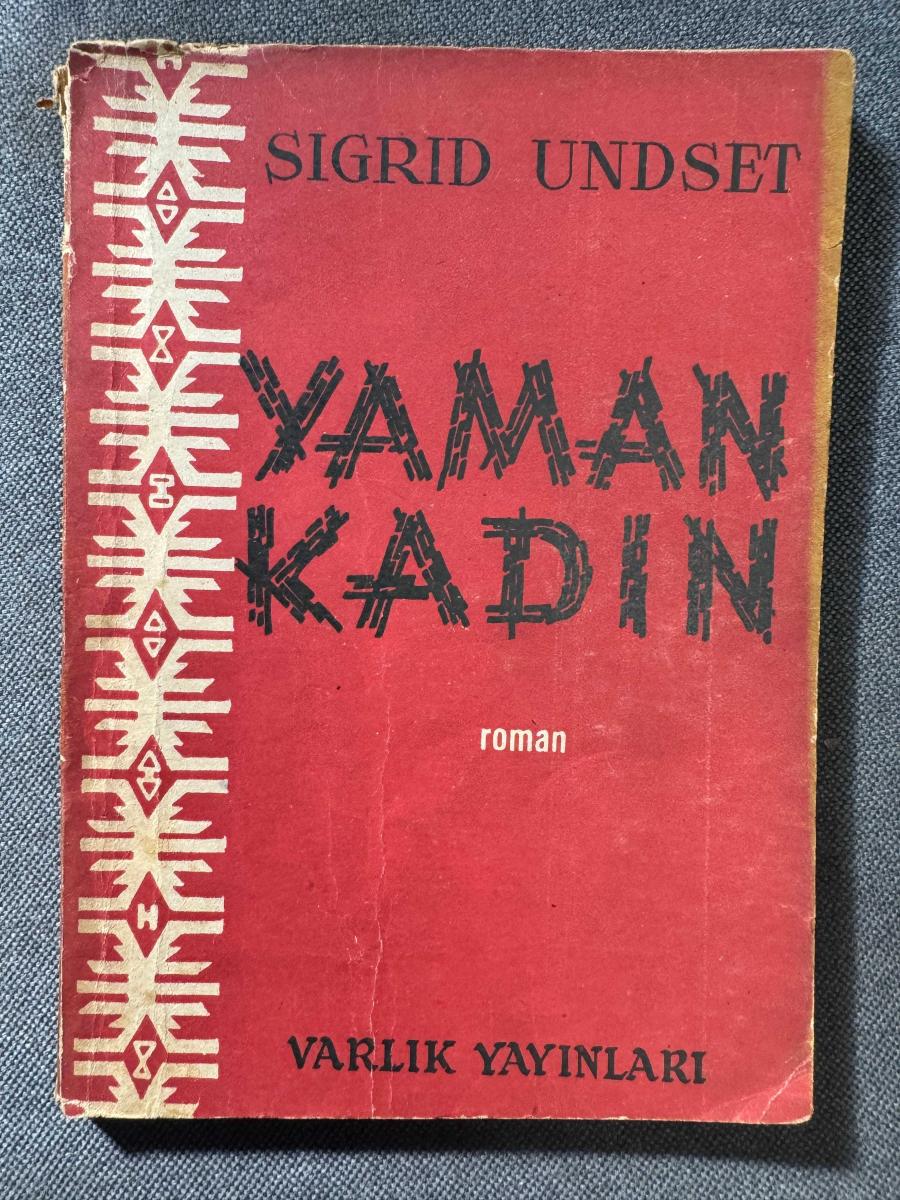 SIGRID UNDSET
YAMAN
KADIN
roman
VARLIK YAYINLARI